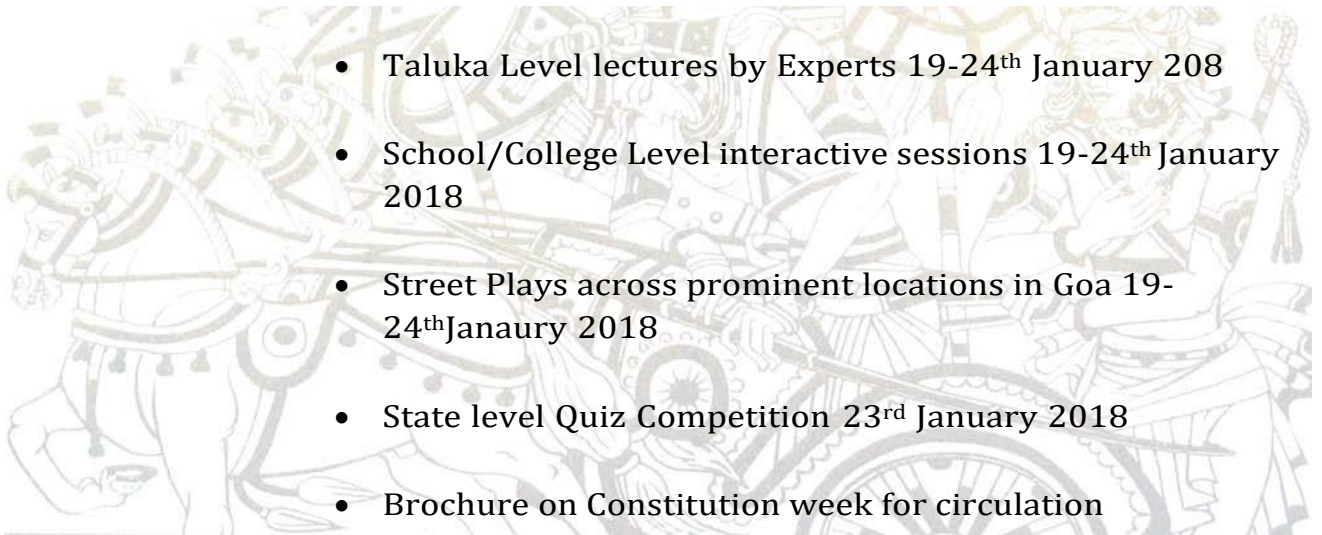 • Taluka Level lectures by Experts 19-24th January 208
• School/College Level interactive sessions 19-24th January
2018
• Street Plays across prominent locations in Goa 19-
24thJanaury 2018
• State level Quiz Competition 23rd January 2018
• Brochure on Constitution week for circulation